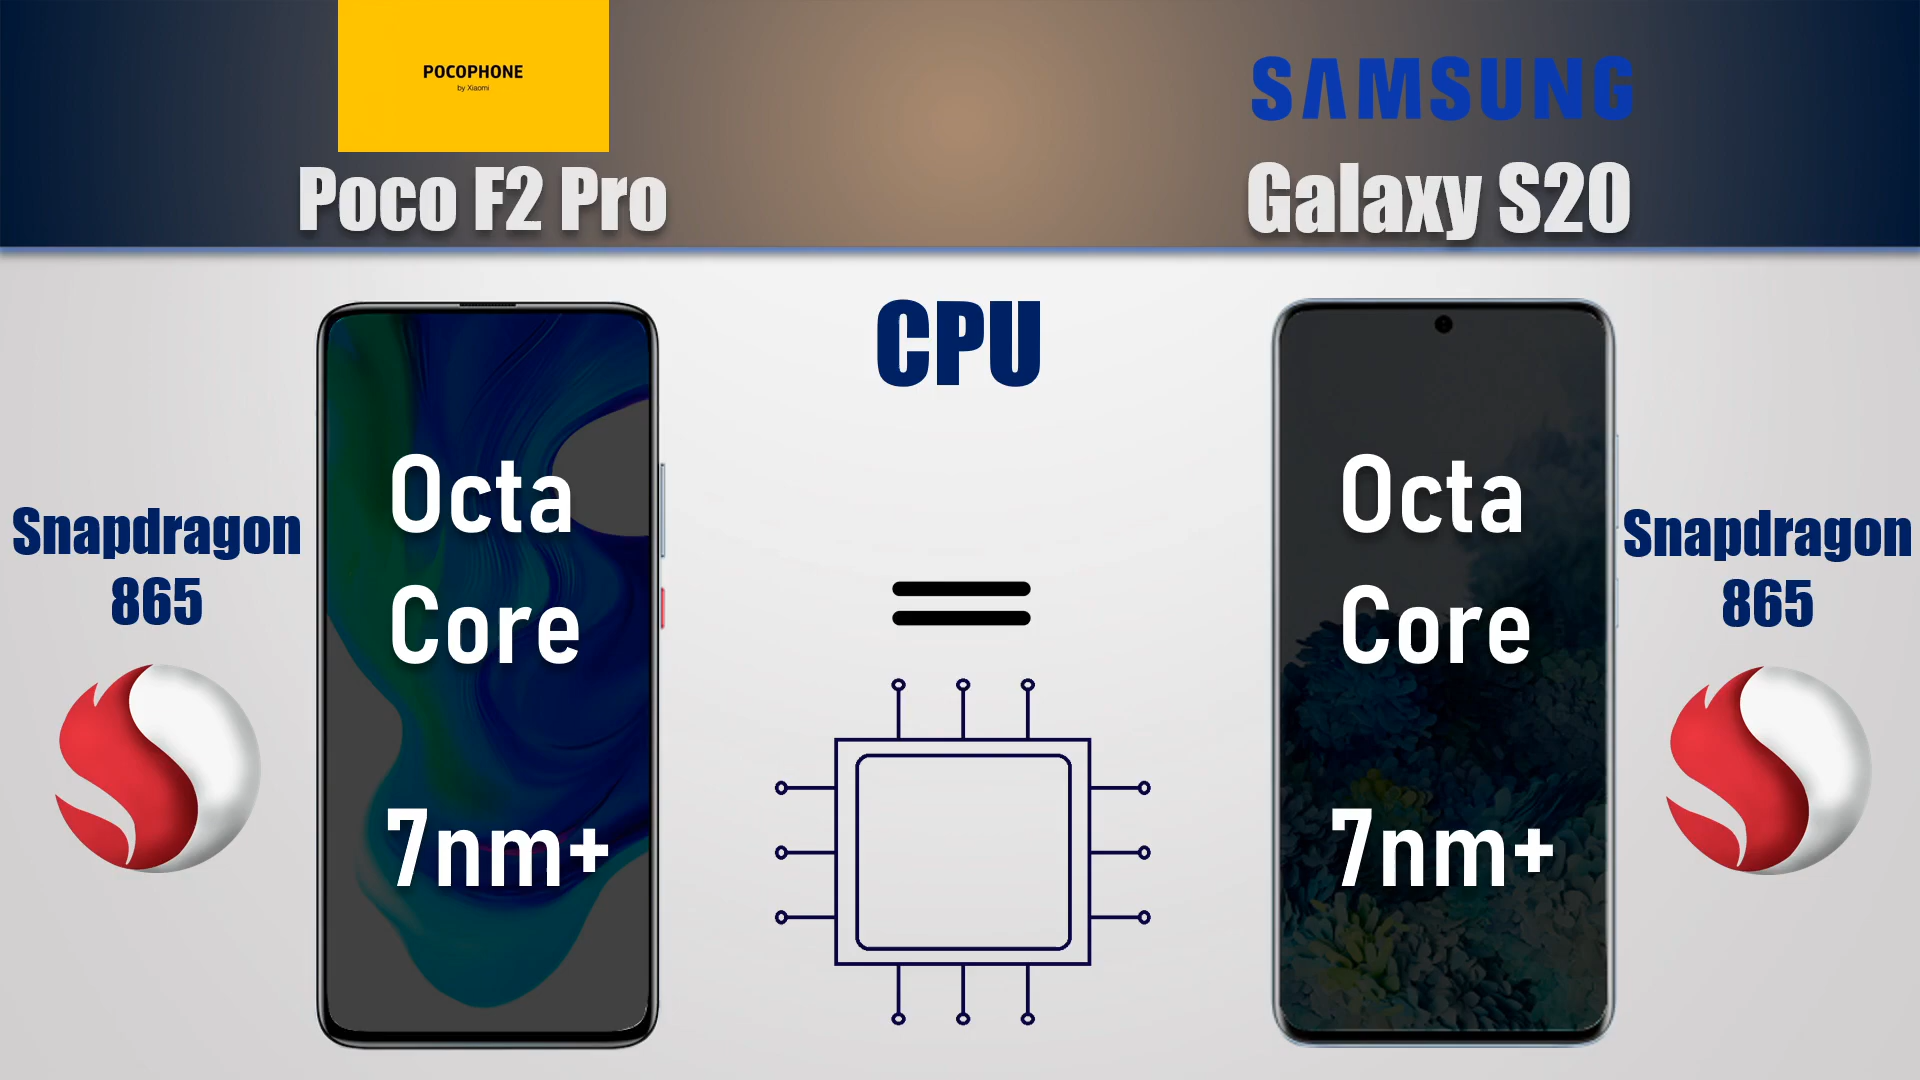 POCOPHONE
by Xiaomi
Poco F2 Pro
SAMSUNG
Galaxy S20
CPU
Snapdragon
865
Octa
Core
7nm+
Octa
Core
7nm+
Snapdragon
865